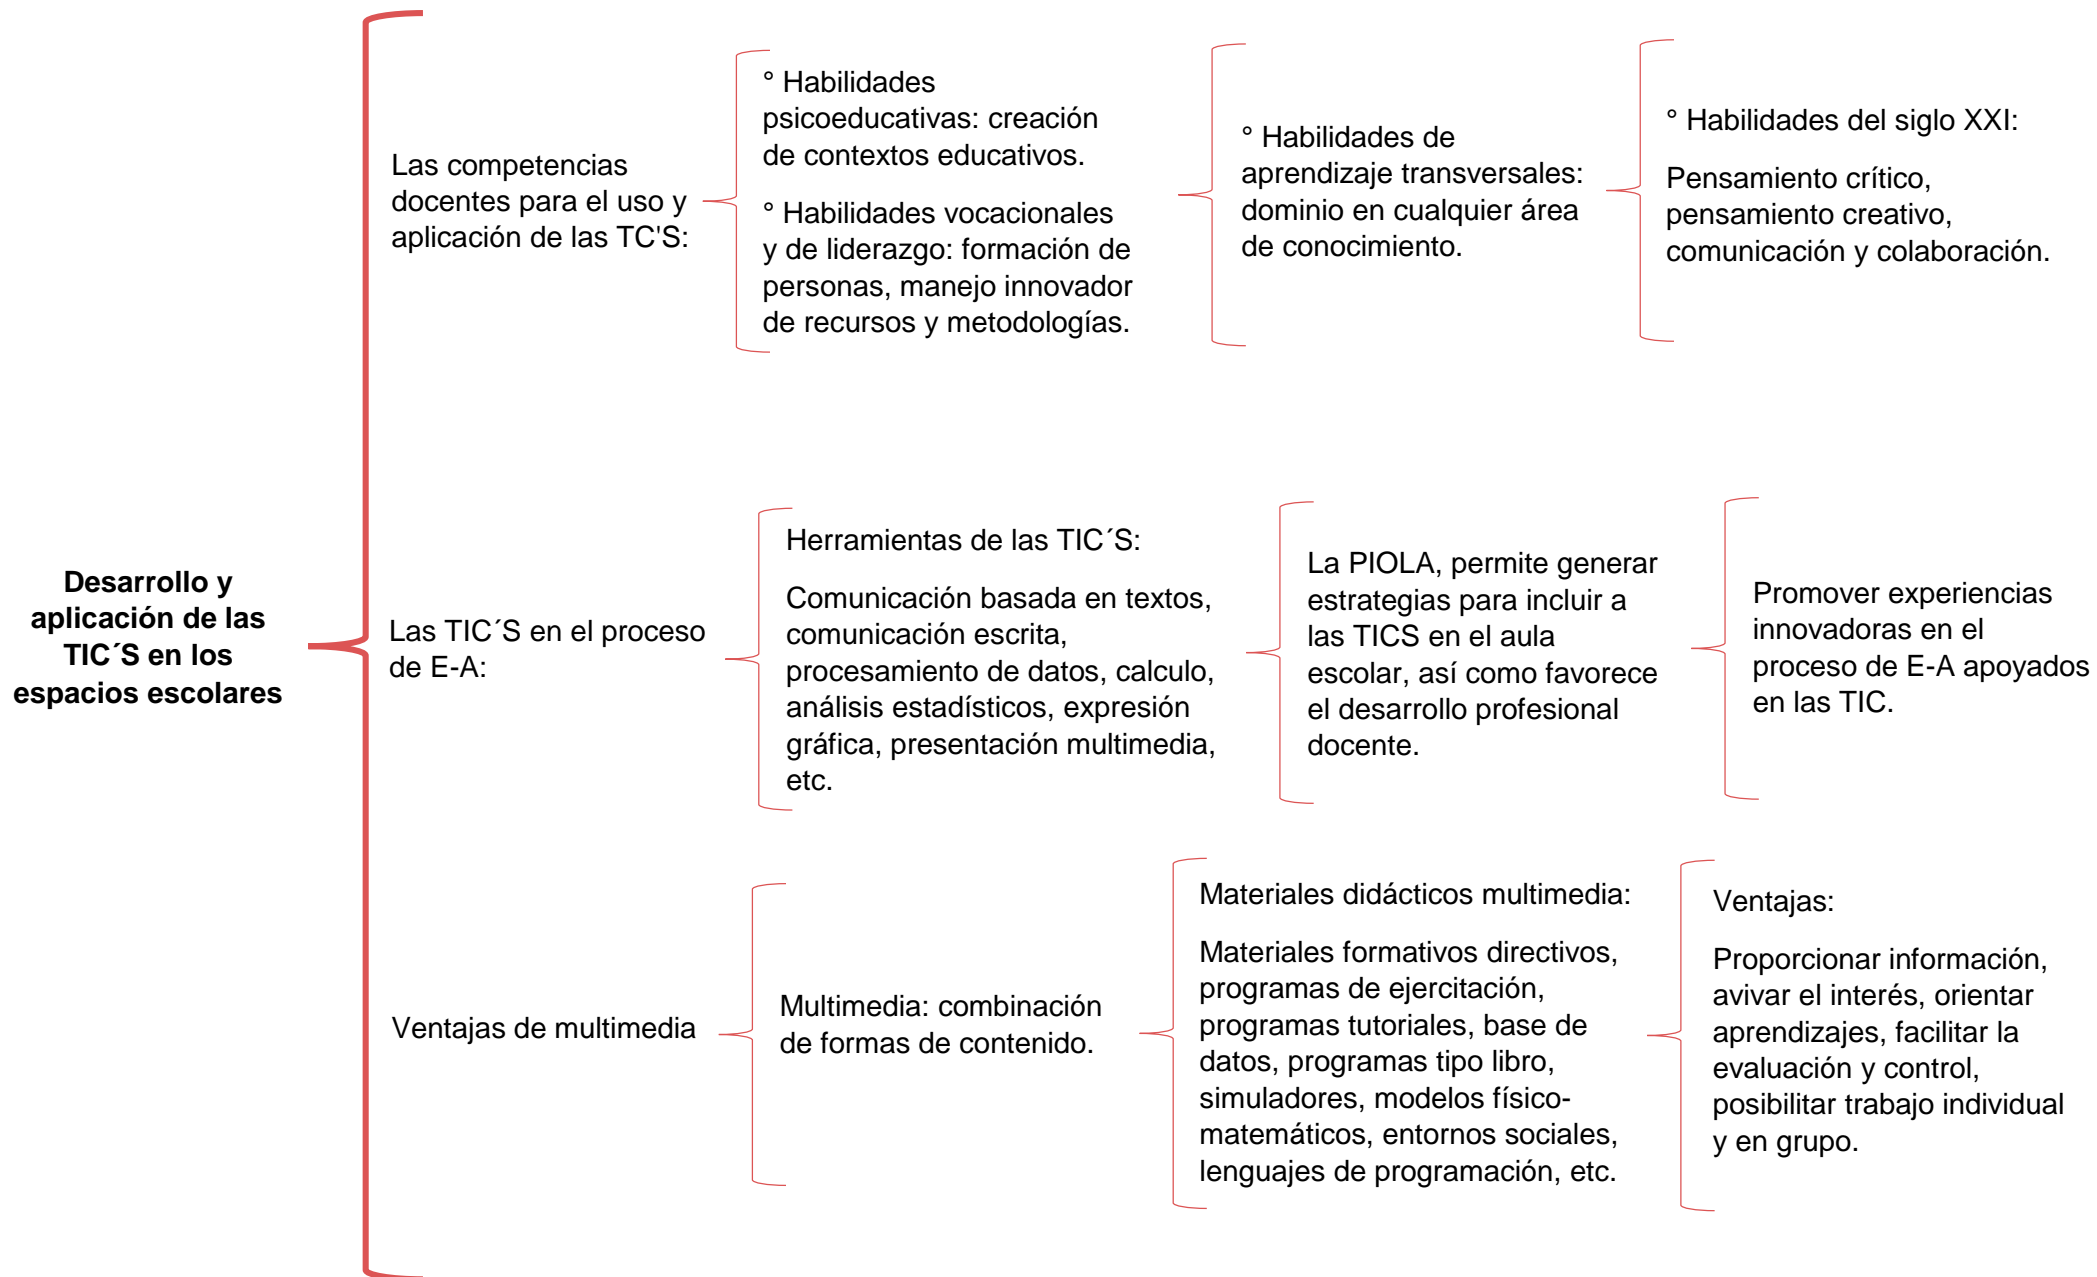 Desarrollo y
aplicación de las
TIC´S en los
espacios escolares
Las competencias
docentes para el uso y
aplicación de las TC'S:
° Habilidades
psicoeducativas: creación
de contextos educativos.
° Habilidades vocacionales
y de liderazgo: formación de
personas, manejo innovador
de recursos y metodologías.
° Habilidades de
aprendizaje transversales:
dominio en cualquier área
de conocimiento.
° Habilidades del siglo XXI:
Pensamiento crítico,
pensamiento creativo,
comunicación y colaboración.
Las TIC´S en el proceso
de E-A:
Herramientas de las TIC´S:
Comunicación basada en textos,
comunicación escrita,
procesamiento de datos, calculo,
análisis estadísticos, expresión
gráfica, presentación multimedia,
etc.
La PIOLA, permite generar
estrategias para incluir a
las TICS en el aula
escolar, así como favorece
el desarrollo profesional
docente.
Promover experiencias
innovadoras en el
proceso de E-A apoyados
en las TIC.
Ventajas de multimedia
Multimedia: combinación
de formas de contenido.
Materiales didácticos multimedia:
Materiales formativos directivos,
programas de ejercitación,
programas tutoriales, base de
datos, programas tipo libro,
simuladores, modelos físico-
matemáticos, entornos sociales,
lenguajes de programación, etc.
Ventajas:
Proporcionar información,
avivar el interés, orientar
aprendizajes, facilitar la
evaluación y control,
posibilitar trabajo individual
y en grupo.